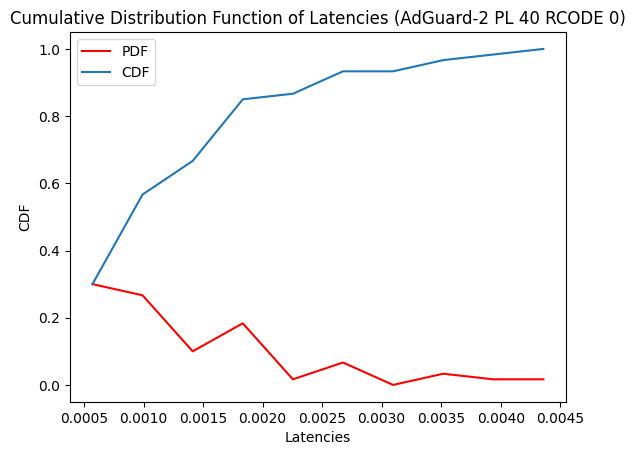 Cumulative Distribution Function of Latencies (AdGuard-2 PL 40 RCODE 0)
PDF
CDF
1.0
0.8
0.6
0.4
0.2
0.0
CDF
0.0005 0.0010 0.0015 0.0020 0.0025 0.0030 0.0035 0.0040 0.0045
Latencies